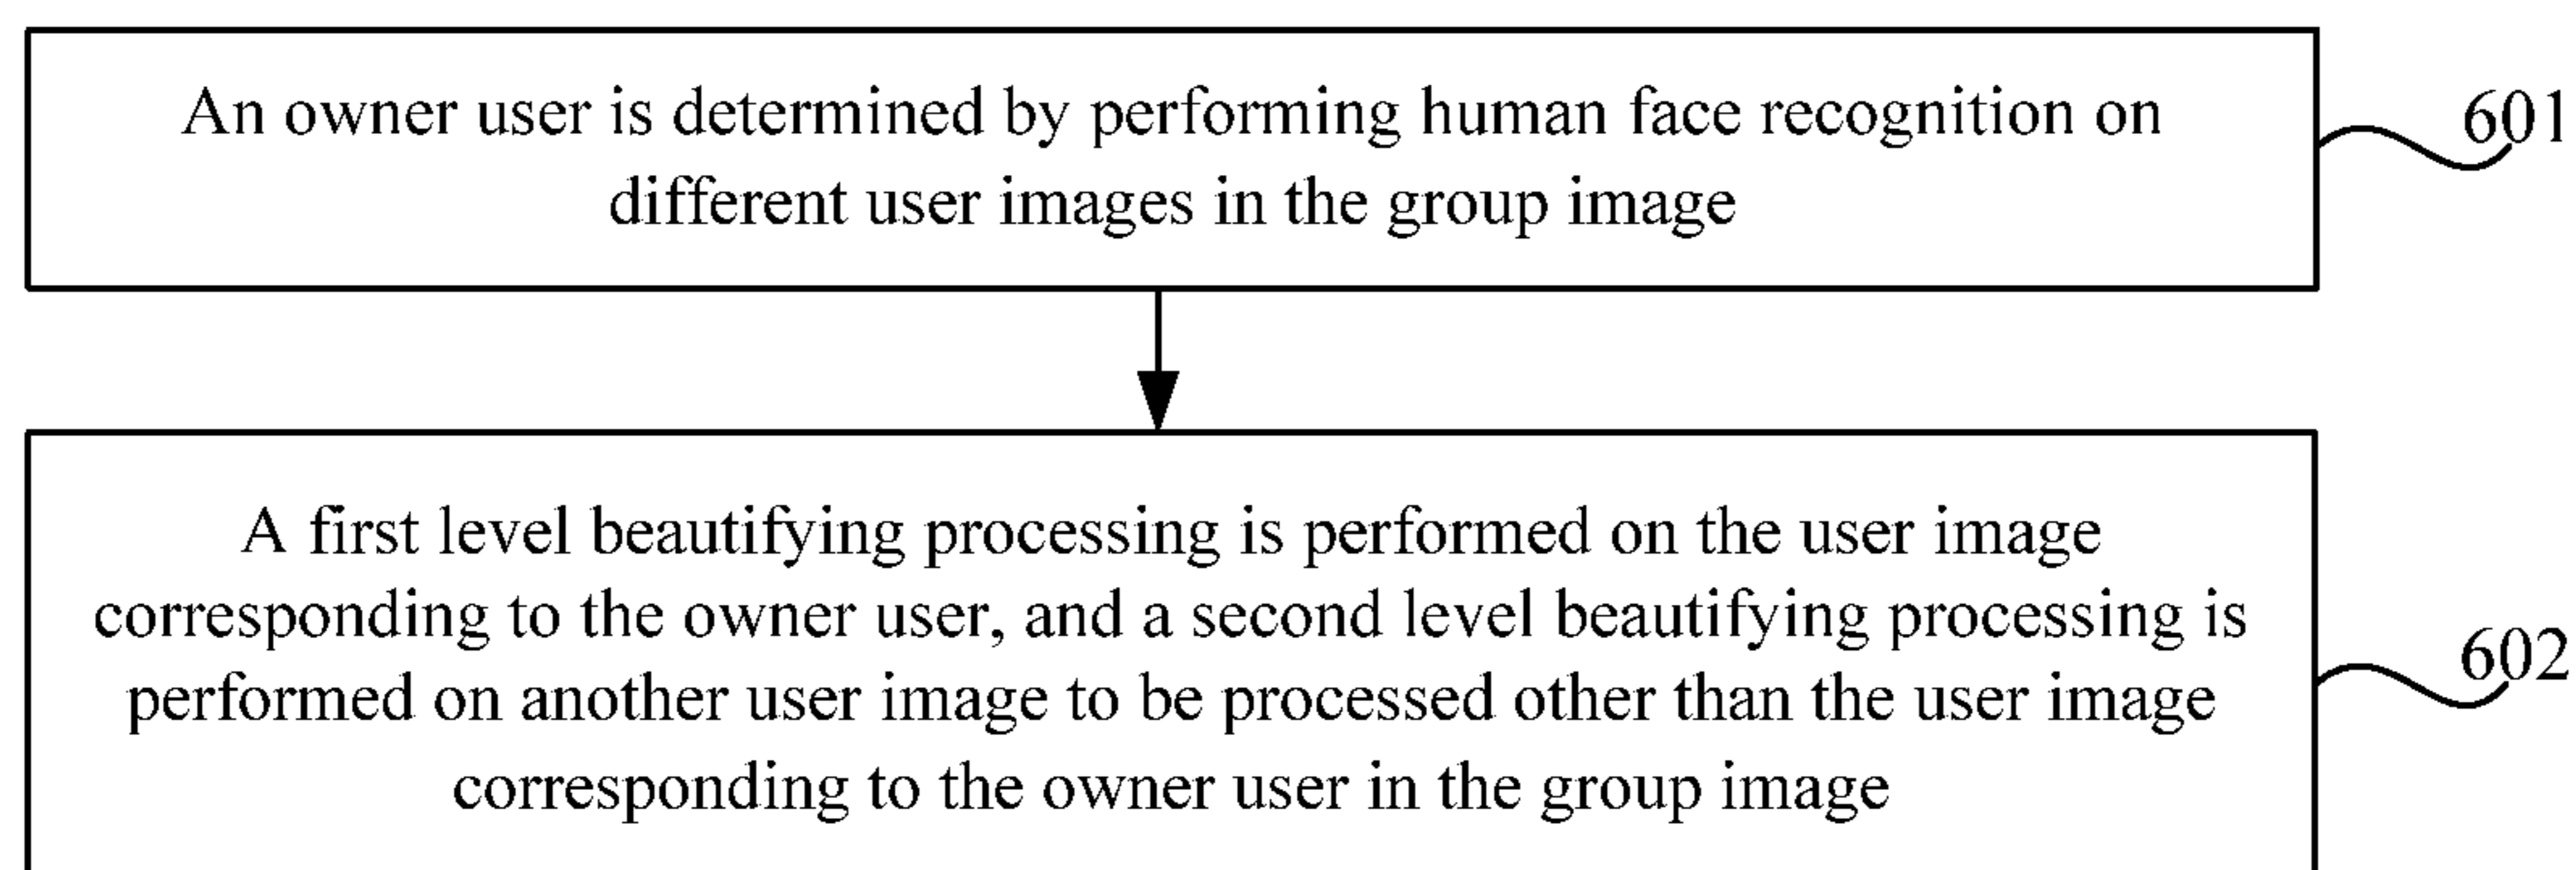 An owner user is determined by performing human face recognition on
different user images in the group image
601
A first level beautifying processing is performed on the user image
corresponding to the owner user, and a second level beautifying processing is
performed on another user image to be processed other than the user image
corresponding to the owner user in the group image
602